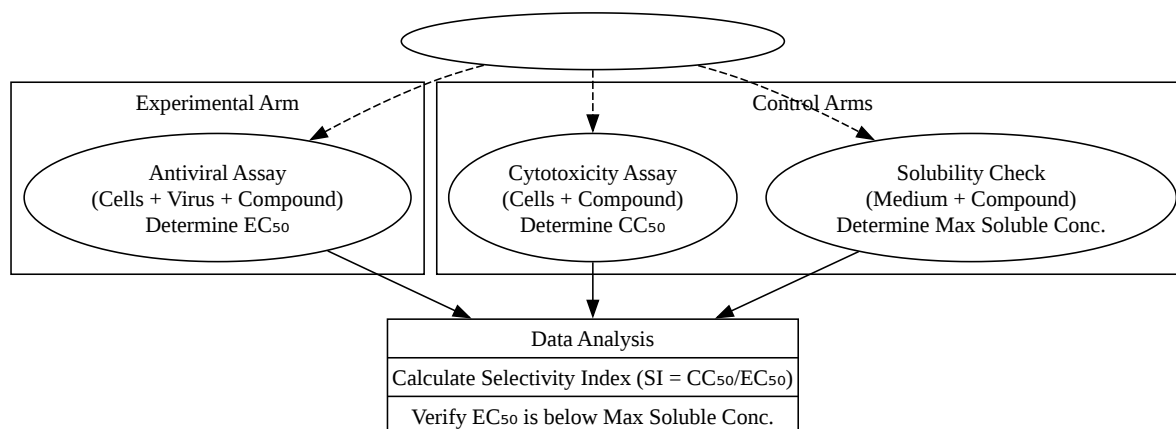 Experimental Arm
Control Arms
Antiviral Assay
(Cells + Virus + Compound)
Determine EC₅₀
Cytotoxicity Assay
(Cells + Compound)
Determine CC₅₀
Solubility Check
(Medium + Compound)
Determine Max Soluble Conc.
Data Analysis
Calculate Selectivity Index (SI = CC₅₀/EC₅₀)
Verify EC₅₀ is below Max Soluble Conc.